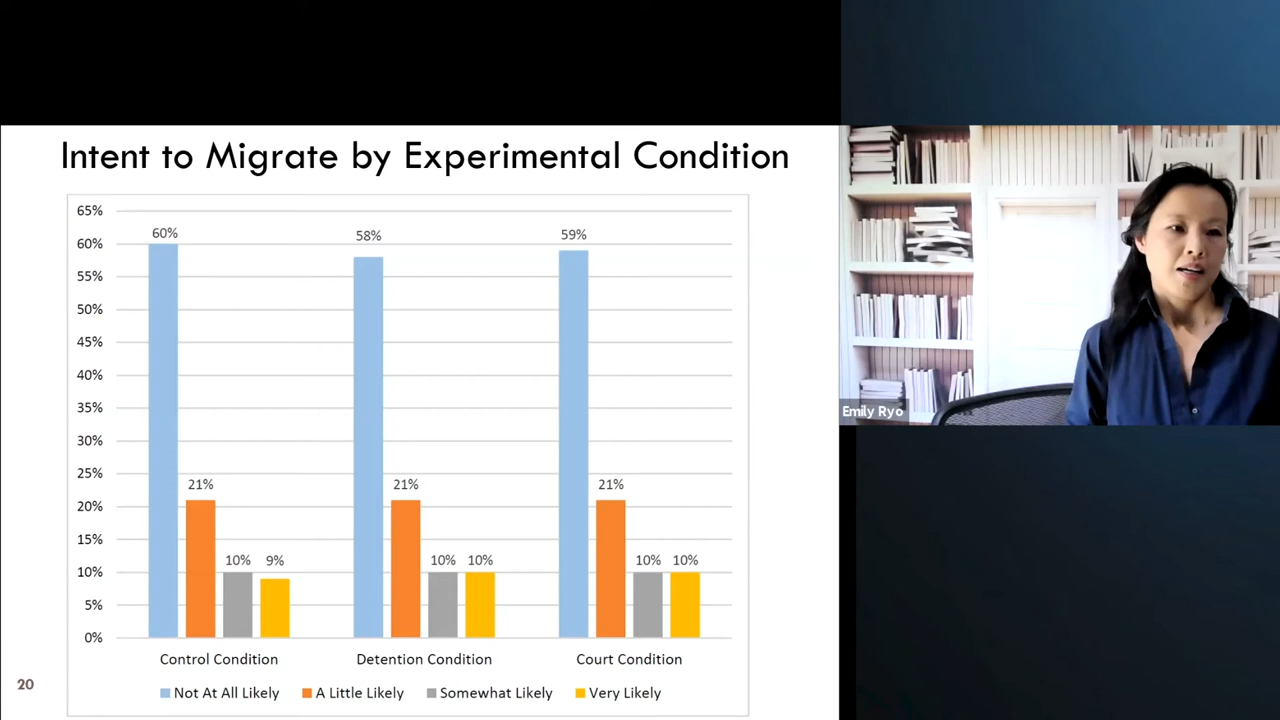 Intent to Migrate by Experimental Condition
65%
60%
55%
50%
45%
40%
35%
30%
25%
20%
15%
10%
5%
0%
60% 21% 10% 9%
58% 21% 10% 10%
59% 21% 10% 10%
Control Condition Detention Condition Court Condition
Not At All Likely A Little Likely Somewhat Likely Very Likely
20
Emily Ryo